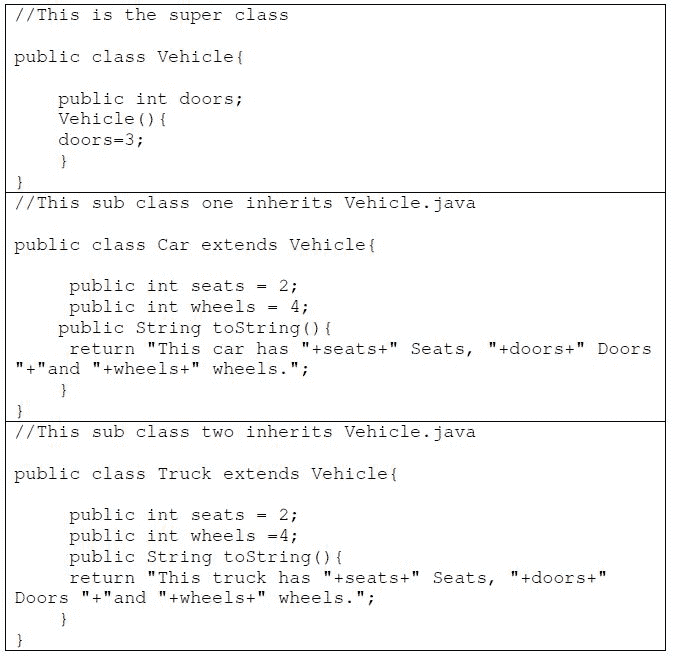 //This is the super class
public class Vehicle{
public int doors;
Vehicle(){
doors=3;
}
}
//This sub class one inherits Vehicle.java
public class Car extends Vehicle{
public int seats = 2;
public int wheels = 4;
public String toString(){
return "This car has "+seats+" Seats, "+doors+" Doors
"+"and "+wheels+" wheels.";
}
}
//This sub class two inherits Vehicle.java
public class Truck extends Vehicle{
public int seats = 2;
public int wheels =4;
public String toString(){
return "This truck has "+seats+" Seats, "+doors+"
Doors "+"and "+wheels+" wheels.";
}
}